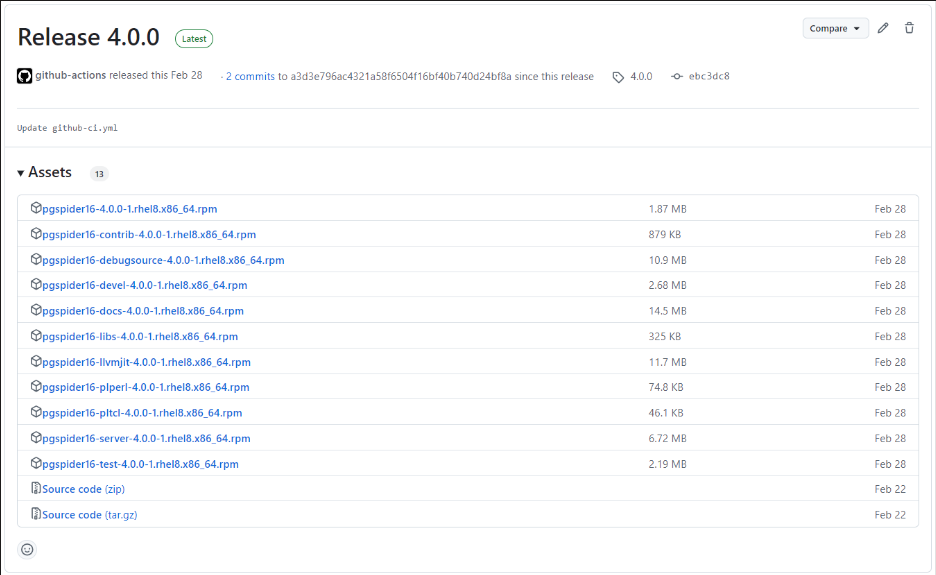 Release 4.0.0 Latest Compare
github-actions released this Feb 28 · 2 commits to a3d3e796ac4321a58f6504f16bf40b740d24bf8a since this release 4.0.0 ebc3dc8
Update github-ci.yml
Assets 13
pgspider16-4.0.0-1.rhel8.x86_64.rpm 1.87 MB Feb 28
pgspider16-contrib-4.0.0-1.rhel8.x86_64.rpm 879 KB Feb 28
pgspider16-debugsource-4.0.0-1.rhel8.x86_64.rpm 10.9 MB Feb 28
pgspider16-devel-4.0.0-1.rhel8.x86_64.rpm 2.68 MB Feb 28
pgspider16-docs-4.0.0-1.rhel8.x86_64.rpm 14.5 MB Feb 28
pgspider16-libs-4.0.0-1.rhel8.x86_64.rpm 325 KB Feb 28
pgspider16-llvmjit-4.0.0-1.rhel8.x86_64.rpm 11.7 MB Feb 28
pgspider16-plperl-4.0.0-1.rhel8.x86_64.rpm 74.8 KB Feb 28
pgspider16-pltcl-4.0.0-1.rhel8.x86_64.rpm 46.1 KB Feb 28
pgspider16-server-4.0.0-1.rhel8.x86_64.rpm 6.72 MB Feb 28
pgspider16-test-4.0.0-1.rhel8.x86_64.rpm 2.19 MB Feb 28
Source code (zip) Feb 22
Source code (tar.gz) Feb 22